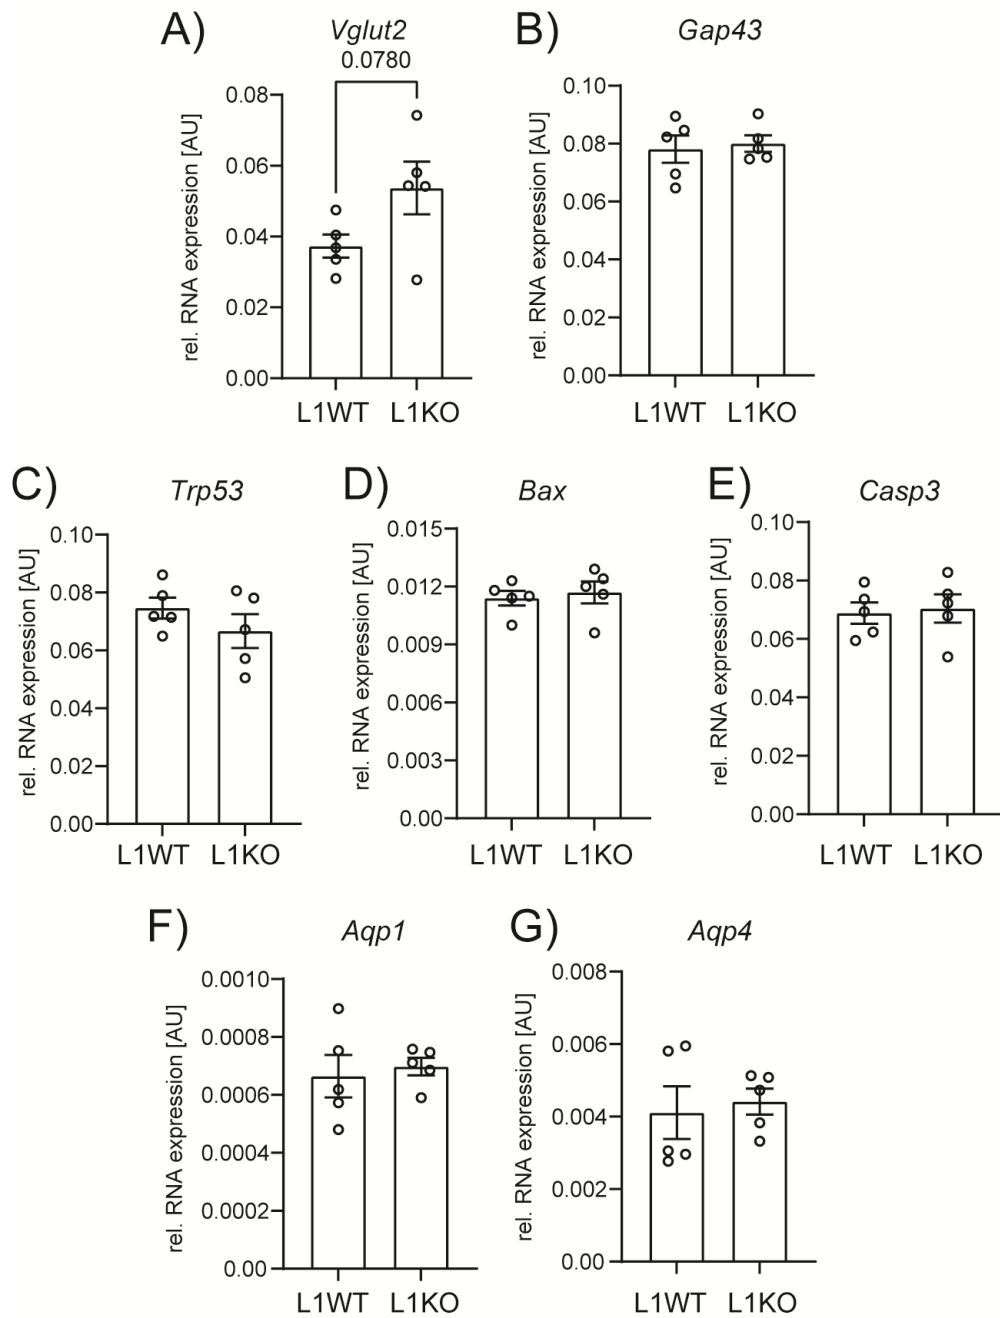 A) Vglut2
0.0780
rel. RNA expression [AU]
0.08
0.06
0.04
0.02
0.00
L1WT L1KO
B) Gap43
rel. RNA expression [AU]
0.10
0.08
0.06
0.04
0.02
0.00
L1WT L1KO
C) Trp53
rel. RNA expression [AU]
0.10
0.08
0.06
0.04
0.02
0.00
L1WT L1KO
D) Bax
rel. RNA expression [AU]
0.015
0.012
0.009
0.006
0.003
0.00
L1WT L1KO
E) Casp3
rel. RNA expression [AU]
0.10
0.08
0.06
0.04
0.02
0.00
L1WT L1KO
F) Aqp1
rel. RNA expression [AU]
0.0010
0.0008
0.0006
0.0004
0.0002
0.00
L1WT L1KO
G) Aqp4
rel. RNA expression [AU]
0.008
0.006
0.004
0.002
0.00
L1WT L1KO